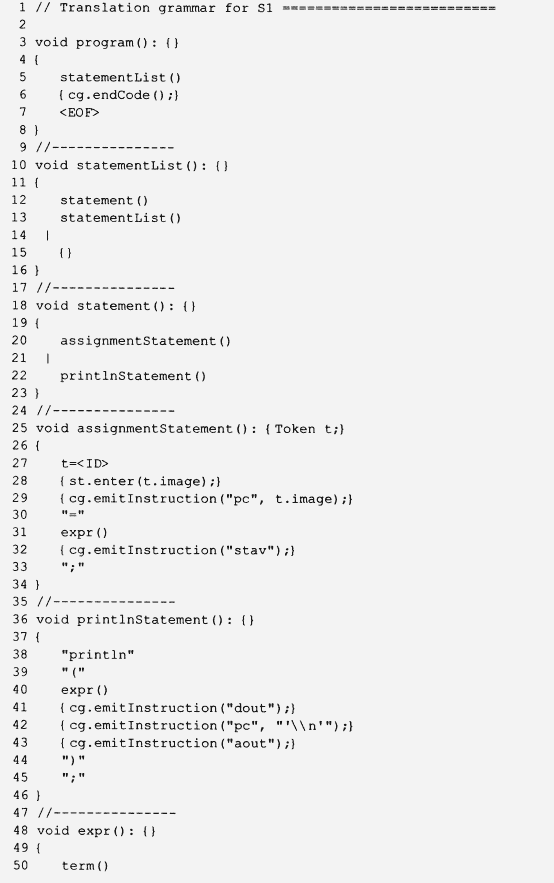 1 // Translation grammar for S1 ==========================
2
3 void program(): {}
4 {
5    statementList()
6    {cg.endCode();}
7    <EOF>
8 }
9 //---------------
10 void statementList(): {}
11 {
12    statement()
13    statementList()
14  |
15    {}
16 }
17 //---------------
18 void statement(): {}
19 {
20    assignmentStatement()
21  |
22    printlnStatement()
23 }
24 //---------------
25 void assignmentStatement(): {Token t;}
26 {
27    t=<ID>
28    {st.enter(t.image);}
29    {cg.emitInstruction("pc", t.image);}
30    "="
31    expr()
32    {cg.emitInstruction("stav");}
33    ";"
34 }
35 //---------------
36 void printlnStatement(): {}
37 {
38    "println"
39    "("
40    expr()
41    {cg.emitInstruction("dout");}
42    {cg.emitInstruction("pc", "'\\n'");}
43    {cg.emitInstruction("aout");}
44    ")"
45    ";"
46 }
47 //---------------
48 void expr(): {}
49 {
50    term()